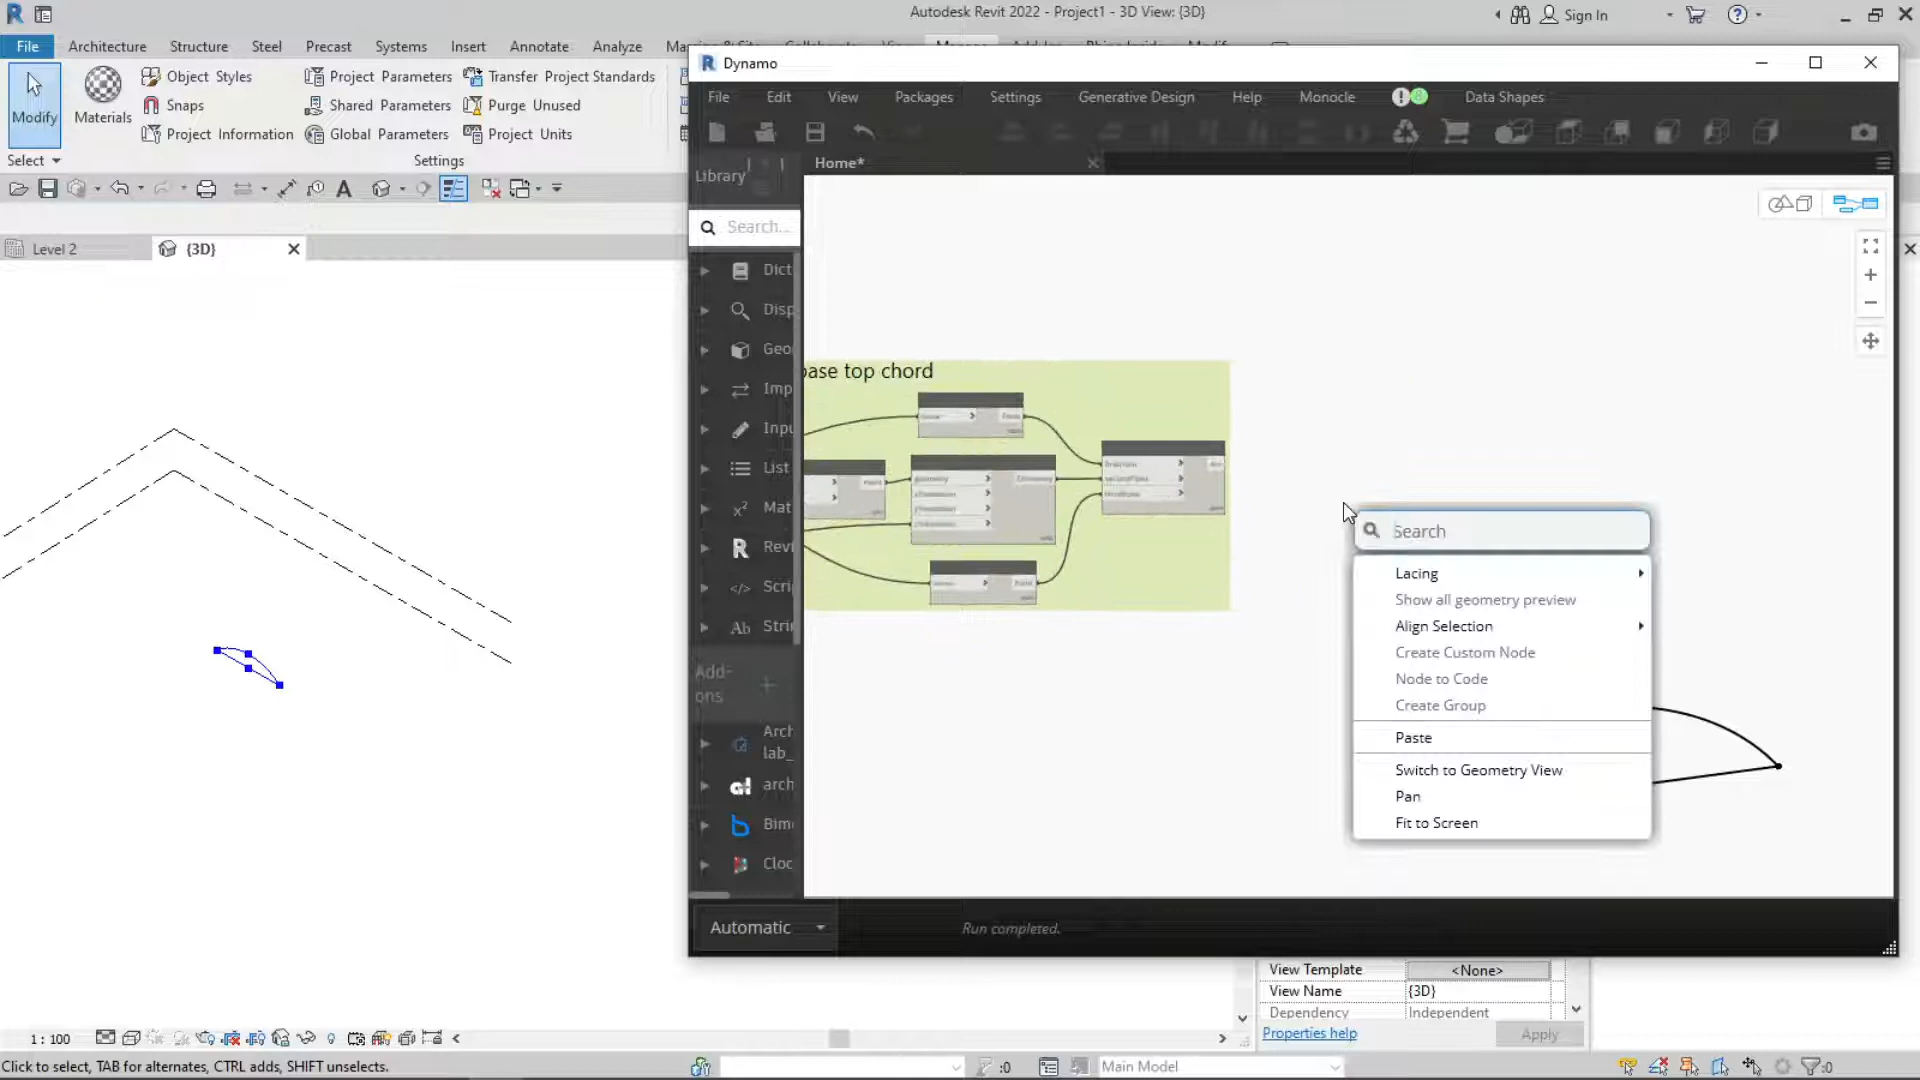 Autodesk Revit 2022 - Project1 - 3D View: {3D}
Sign In
File Architecture Structure Steel Precast Systems Insert Annotate Analyze
Modify
Materials
Object Styles
Snaps
Project Information
Project Parameters
Shared Parameters
Global Parameters
Transfer Project Standards
Purge Unused
Project Units
Select
Settings
Level 2
{3D}
Dynamo
File Edit View Packages Settings Generative Design Help Monocle Data Shapes
Library
Home*
Search...
Dict
Disp
Geo
Imp
Inpu
List
Mat
Revi
Scri
Stri
Add-
ons
Arch
lab_
arch
Bim
Cloc
base top chord
Search
Lacing
Show all geometry preview
Align Selection
Create Custom Node
Node to Code
Create Group
Paste
Switch to Geometry View
Pan
Fit to Screen
Automatic
Run completed.
View Template <None>
View Name {3D}
Dependency Independent
Properties help
Apply
1 : 100
Click to select, TAB for alternates, CTRL adds, SHIFT unselects.
:0
Main Model
:0